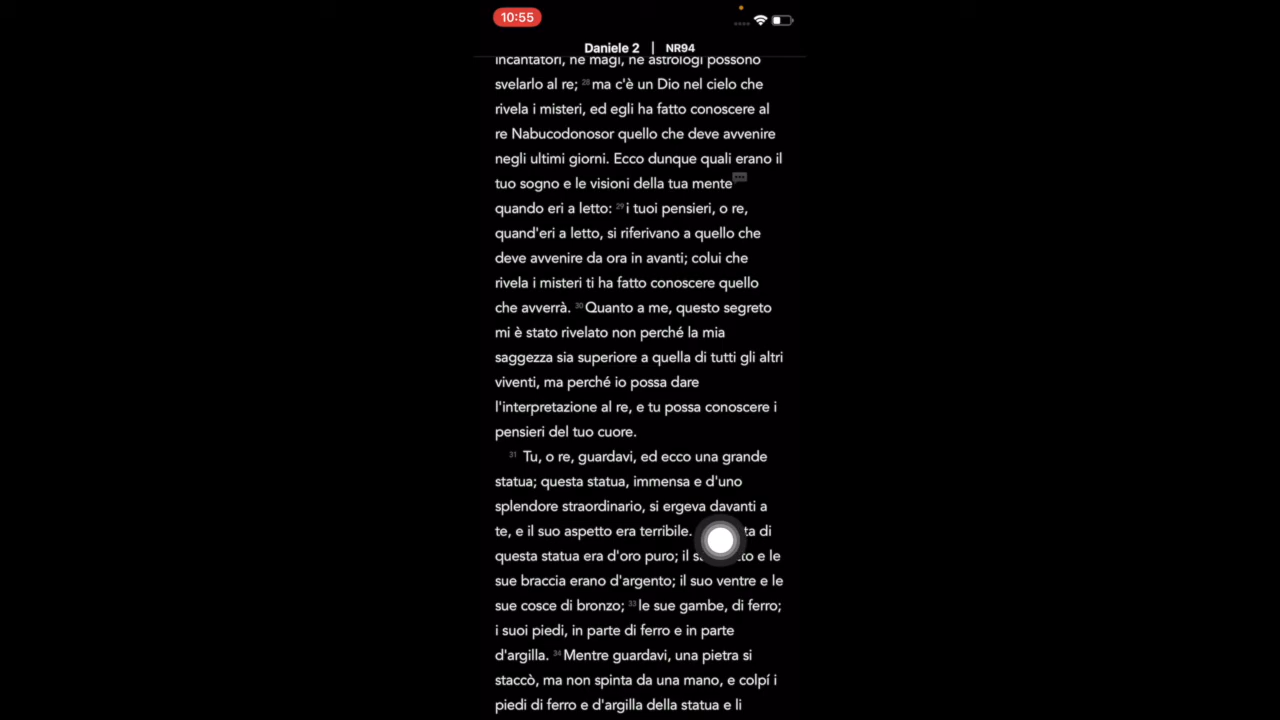 10:55
Daniele 2 | NR94
incantatori, né magi, né astrologi possono
svelarlo al re; 28 ma c'è un Dio nel cielo che
rivela i misteri, ed egli ha fatto conoscere al
re Nabucodonosor quello che deve avvenire
negli ultimi giorni. Ecco dunque quali erano il
tuo sogno e le visioni della tua mente
quando eri a letto: 29 i tuoi pensieri, o re,
quand'eri a letto, si riferivano a quello che
deve avvenire da ora in avanti; colui che
rivela i misteri ti ha fatto conoscere quello
che avverrà. 30 Quanto a me, questo segreto
mi è stato rivelato non perché la mia
saggezza sia superiore a quella di tutti gli altri
viventi, ma perché io possa dare
l'interpretazione al re, e tu possa conoscere i
pensieri del tuo cuore.
31 Tu, o re, guardavi, ed ecco una grande
statua; questa statua, immensa e d'uno
splendore straordinario, si ergeva davanti a
te, e il suo aspetto era terribile. di
questa statua era d'oro puro; il e le
sue braccia erano d'argento; il suo ventre e le
sue cosce di bronzo; 33 le sue gambe, di ferro;
i suoi piedi, in parte di ferro e in parte
d'argilla. 34 Mentre guardavi, una pietra si
staccò, ma non spinta da una mano, e colpí i
piedi di ferro e d'argilla della statua e li